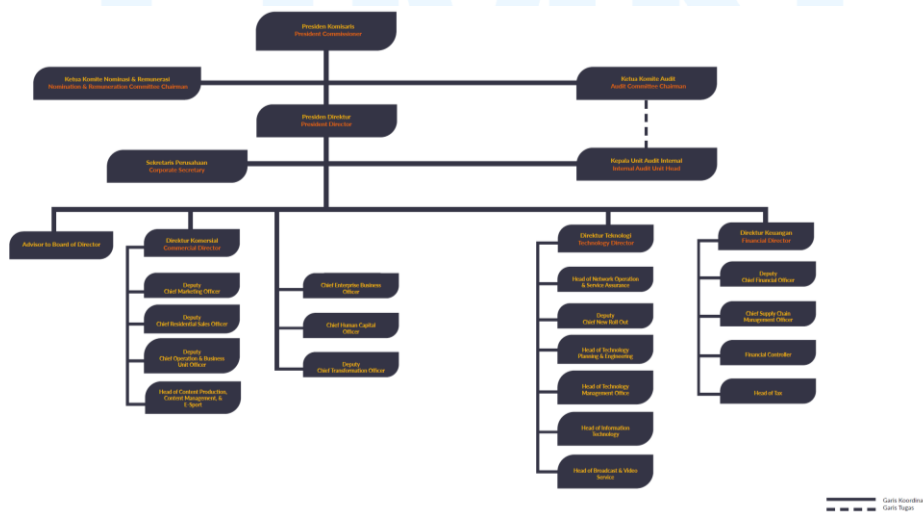 Presiden Komisaris
President Commissioner
Ketua Komite Nominasi & Remunerasi
Nomination & Remuneration Committee Chairman
Ketua Komite Audit
Audit Committee Chairman
Presiden Direktur
President Director
Sekretaris Perusahaan
Corporate Secretary
Kepala Unit Audit Internal
Internal Audit Unit Head
Advisor to Board of Director
Direktur Komersial
Commercial Director
Deputy
Chief Marketing Officer
Deputy
Chief Residential Sales Officer
Deputy
Chief Operation & Business
Unit Officer
Head of Content Production,
Content Management, &
E-Sport
Chief Enterprise Business
Officer
Chief Human Capital
Officer
Deputy
Chief Transformation Officer
Direktur Teknologi
Technology Director
Head of Network Operation
& Service Assurance
Deputy
Chief New Roll Out
Head of Technology
Planning & Engineering
Head of Technology
Management Office
Head of Information
Technology
Head of Broadcast & Video
Service
Direktur Keuangan
Financial Director
Deputy
Chief Financial Officer
Chief Supply Chain
Management Officer
Financial Controller
Head of Tax
Garis Koordina
Garis Tugas